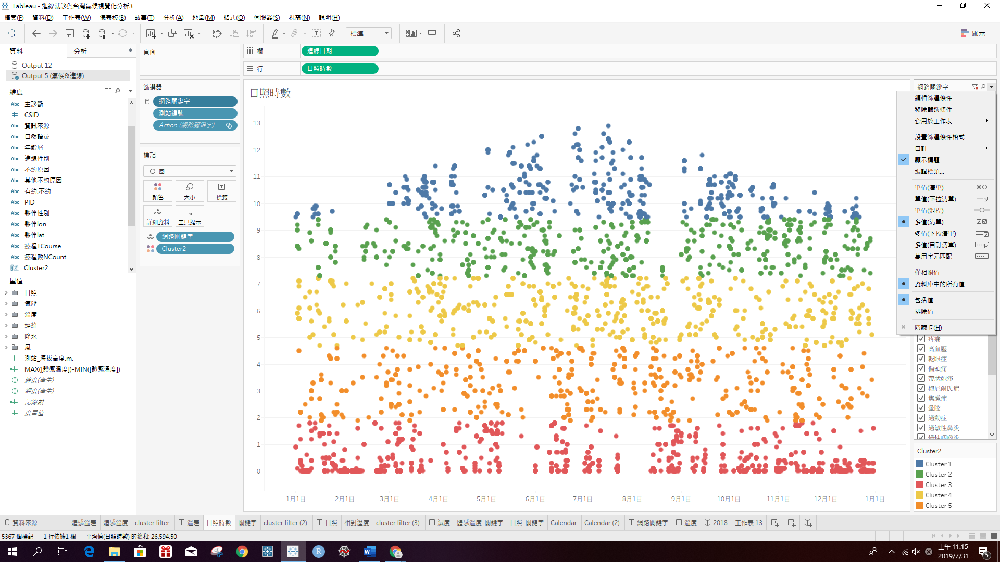 Tableau - 進線就診與台灣氣候視覺化分析3
檔案(F) 資料(D) 工作表(W) 儀表板(B) 故事(T) 分析(A) 地圖(M) 格式(O) 伺服器(S) 視窗(N) 說明(H)
標準
顯示
資料 分析
Output 12
Output 5 (氣候&進線)
維度
Abc 主診斷
# CSID
Abc 資訊來源
Abc 自然語彙
Abc 年齡層
Abc 進線性別
Abc 不約原因
Abc 其他不約原因
Abc 有約.不約
Abc PID
Abc 夥伴性別
Abc 夥伴lon
Abc 夥伴lat
Abc 療程TCourse
Abc 療程數NCount
Cluster2
量值
日照
氣壓
溫度
經緯
降水
風
# 測站_海拔高度.m.
=# MAX([體感溫度])-MIN([體感溫度])
緯度(產生)
經度(產生)
=# 記錄數
# 度量值
頁面
篩選器
網路關鍵字
測站編號
Action (網路關鍵字)
標記
圓
顏色 大小 標籤
詳細資料 工具提示
網路關鍵字
Cluster2
欄 進線日期
行 日照時數
日照時數
13
12
11
10
9
8
7
6
5
4
3
2
1
0
1月1日 2月1日 3月1日 4月1日 5月1日 6月1日 7月1日 8月1日 9月1日 10月1日 11月1日 12月1日 1月1日
網路關鍵字
編輯篩選條件...
移除篩選條件
套用於工作表
設置篩選條件格式...
自訂
顯示標題
編輯標題...
單值(清單)
單值(下拉清單)
單值(滑桿)
多值(清單)
多值(下拉清單)
多值(自訂清單)
萬用字元匹配
僅相關值
資料庫中的所有值
包括值
排除值
隱藏卡(H)
疼痛
高血壓
乾眼症
偏頭痛
帶狀皰疹
梅尼爾氏症
焦慮症
暈眩
過動症
過敏性鼻炎
慢性咽喉炎
Cluster2
Cluster 1
Cluster 2
Cluster 3
Cluster 4
Cluster 5
資料來源 體感溫差 體感溫度 cluster filter 溫差 日照時數 關鍵字 cluster filter (2) 日照 相對溼度 cluster filter (3) 濕度 體感溫度_關鍵字 日照_關鍵字 Calendar Calendar (2) 網路關鍵字 溫度 2018 工作表 13
5367 個標記 1 行依據1 欄 平均值(日照時數) 的總和: 26,594.50
上午 11:15
2019/7/31
5